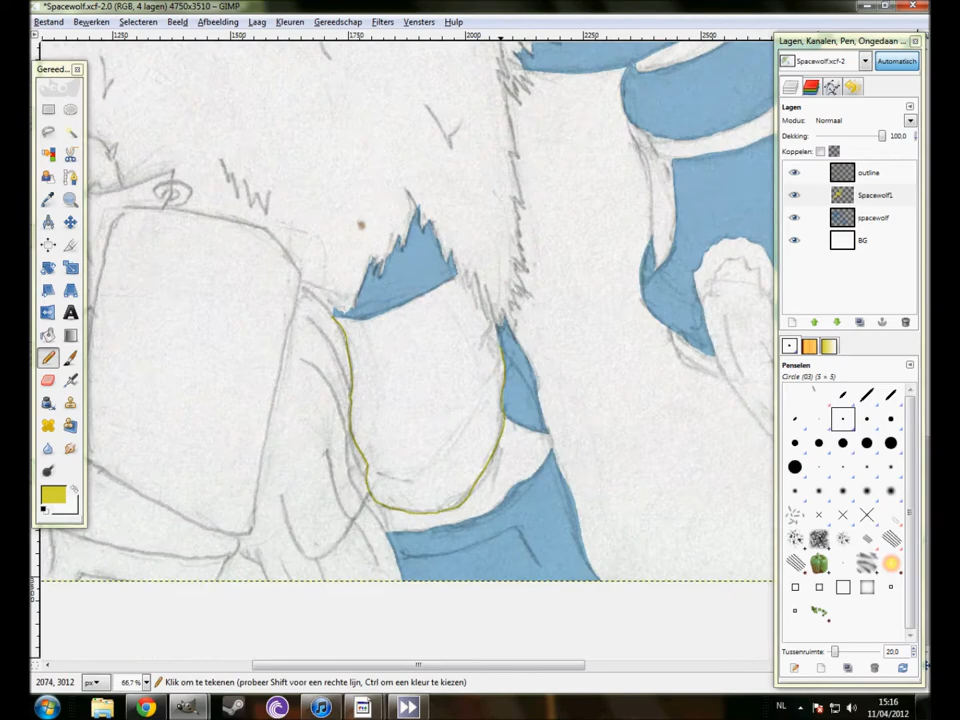 *Spacewolf.xcf-2.0 (RGB, 4 lagen) 4750x3510 – GIMP
Bestand Bewerken Selecteren Beeld Afbeelding Laag Kleuren Gereedschap Filters Vensters Hulp
1250 1500 1750 2000 2250 2500
Gereed...
Lagen, Kanalen, Pen, Ongedaan ...
Spacewolf.xcf-2 Automatisch
Lagen
Modus: Normaal
Dekking: 100,0
Koppelen:
outline
Spacewolf1
spacewolf
BG
Penselen
Circle (03) (5 × 5)
Tussenruimte: 20,0
2074, 3012 px 66,7 % Klik om te tekenen (probeer Shift voor een rechte lijn, Ctrl om een kleur te kiezen)
NL 15:16
11/04/2012